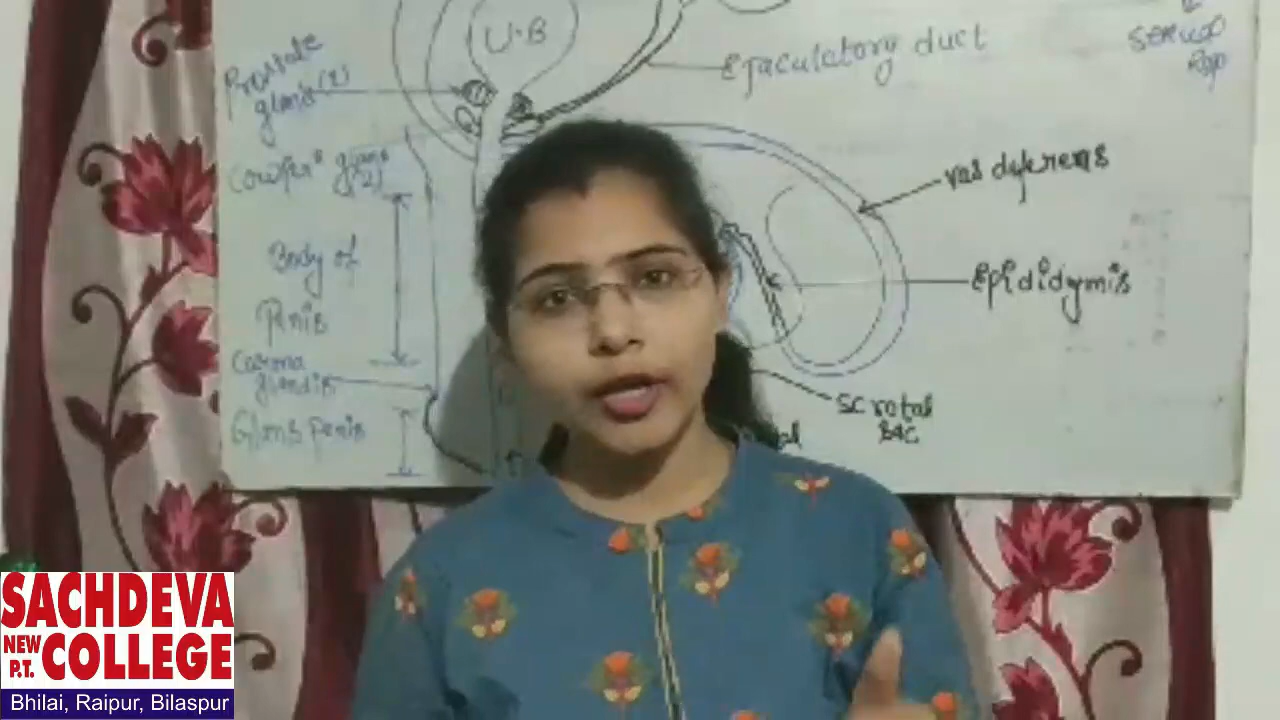 U.B
Ejaculatory duct
Prostate
gland(1)
cowper's gland
(2)
vas deferens
Body of
Penis
Epididymis
Corona
glandis
Glans Penis
Scrotal
Sac
SACHDEVA
NEW
P.T. COLLEGE
Bhilai, Raipur, Bilaspur